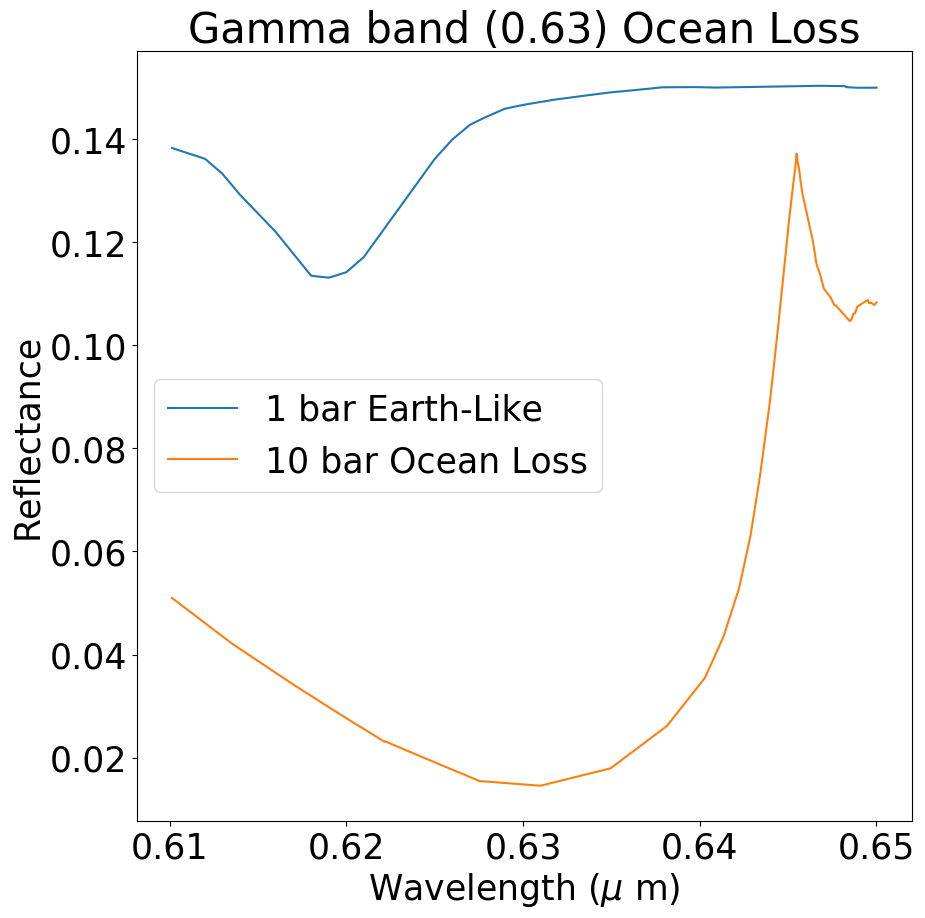 Gamma band (0.63) Ocean Loss
0.14
0.12
0.10
0.08
0.06
0.04
0.02
Reflectance
1 bar Earth-Like
10 bar Ocean Loss
0.61 0.62 0.63 0.64 0.65
Wavelength (μ m)